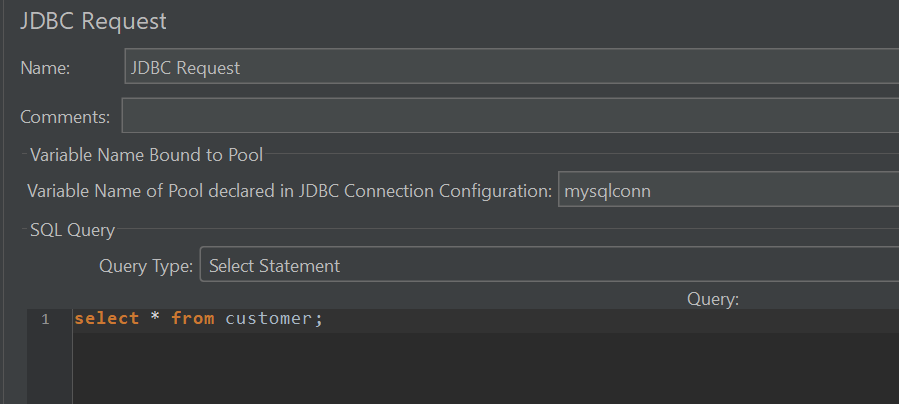 JDBC Request
Name: JDBC Request
Comments:
Variable Name Bound to Pool
Variable Name of Pool declared in JDBC Connection Configuration: mysqlconn
SQL Query
Query Type: Select Statement
Query:
1 select * from customer;